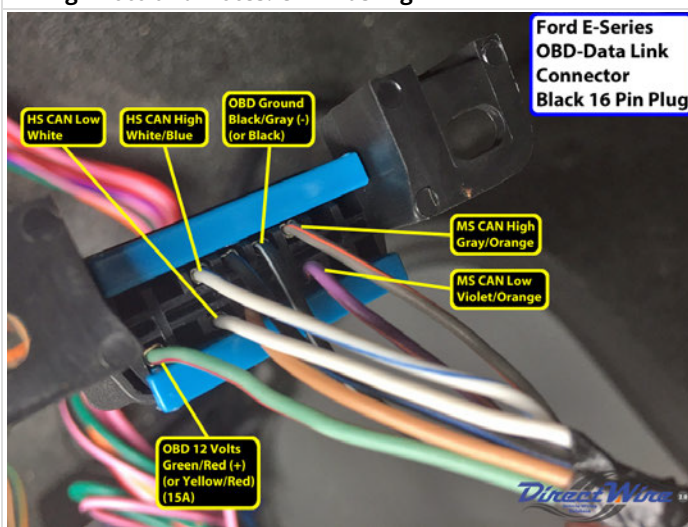 Ford E-Series
OBD-Data Link
Connector
Black 16 Pin Plug
HS CAN Low
White
HS CAN High
White/Blue
OBD Ground
Black/Gray (-)
(or Black)
MS CAN High
Gray/Orange
MS CAN Low
Violet/Orange
OBD 12 Volts
Green/Red (+)
(or Yellow/Red)
(15A)
DirectWire